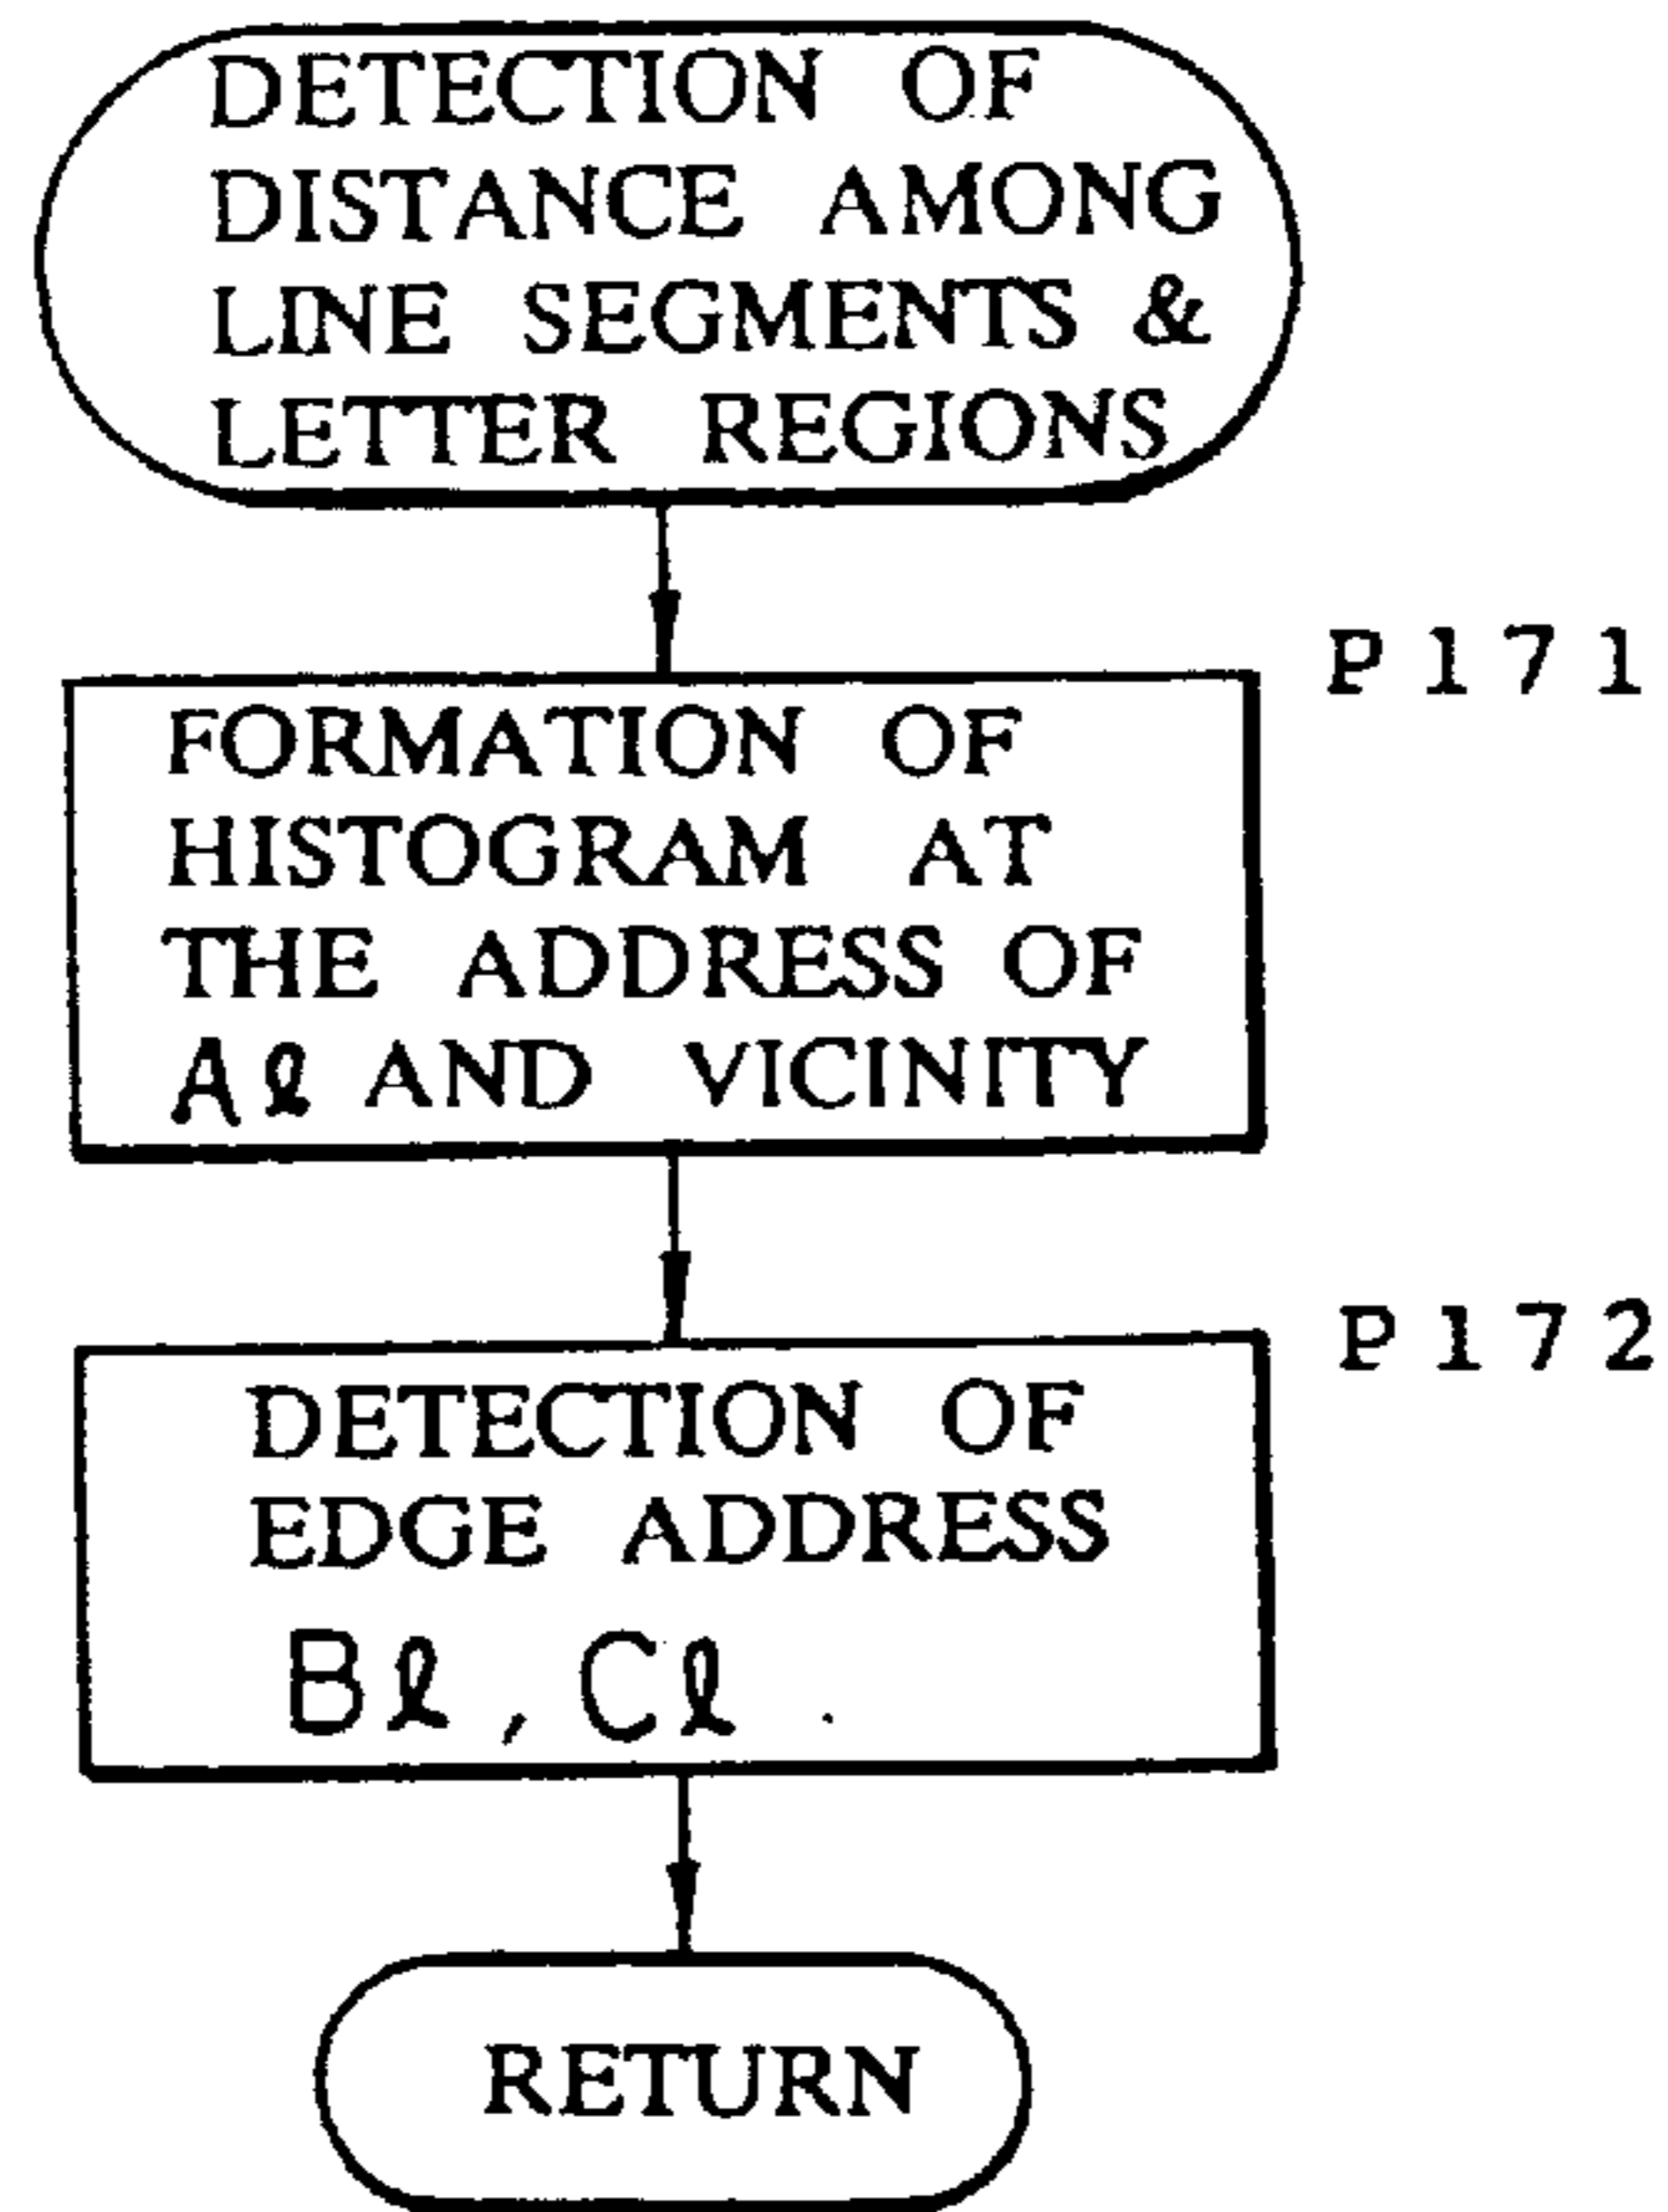 DETECTION OF
DISTANCE AMONG
LINE SEGMENTS &
LETTER REGIONS
P171
FORMATION OF
HISTOGRAM AT
THE ADDRESS OF
Aℓ AND VICINITY
P172
DETECTION OF
EDGE ADDRESS
Bℓ, Cℓ .
RETURN